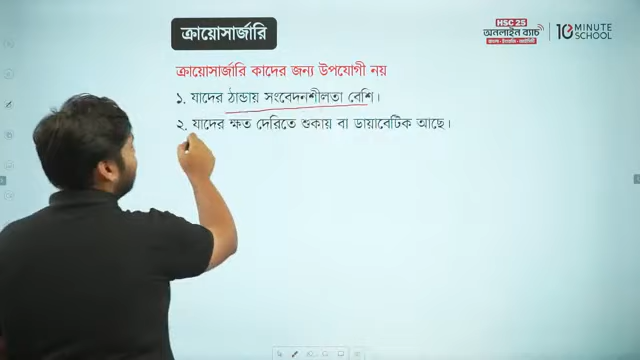 ক্রায়োসার্জারি
HSC 25
অনলাইন ব্যাচ
10 MINUTE SCHOOL
ক্রায়োসার্জারি কাদের জন্য উপযোগী নয়
১. যাদের ঠান্ডায় সংবেদনশীলতা বেশি।
২. যাদের ক্ষত দেরিতে শুকায় বা ডায়াবেটিক আছে।